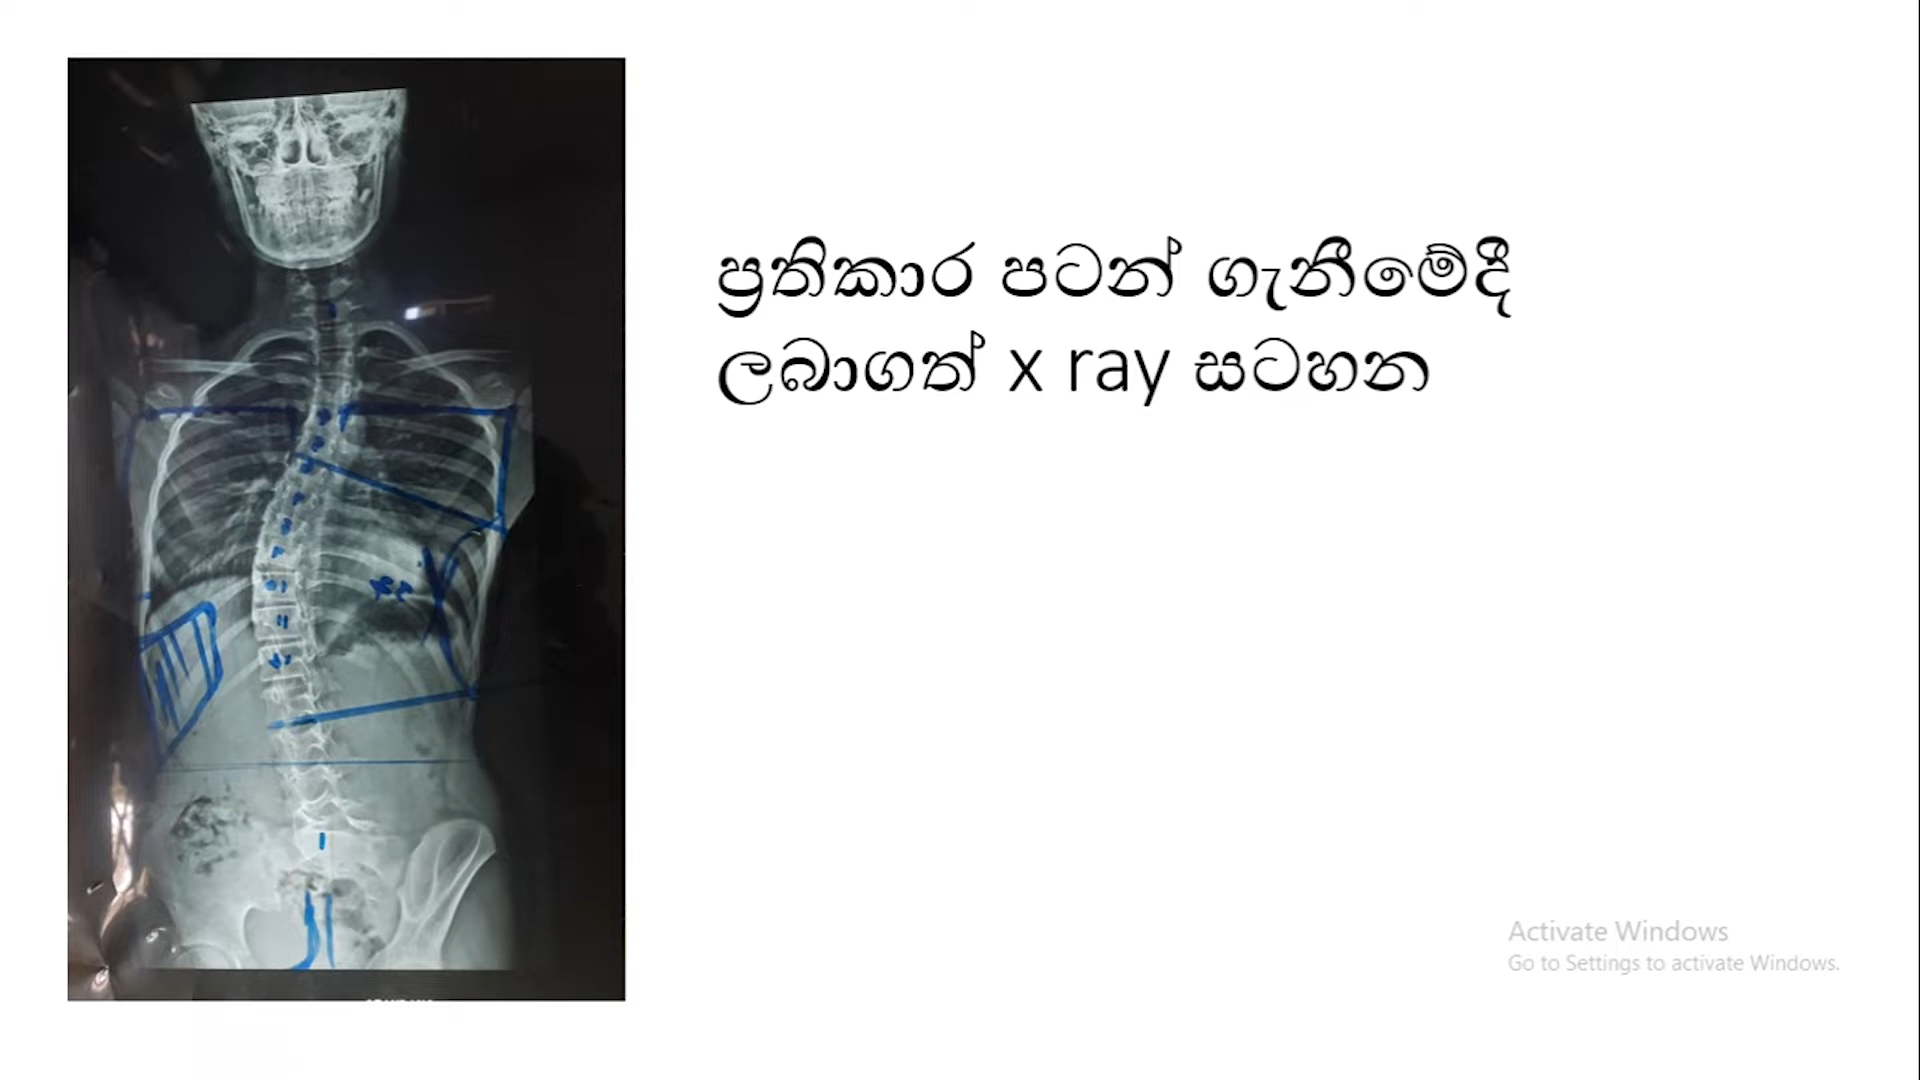 ප්‍රතිකාර පටන් ගැනීමේදී
ලබාගත් x ray සටහන
Activate Windows
Go to Settings to activate Windows.